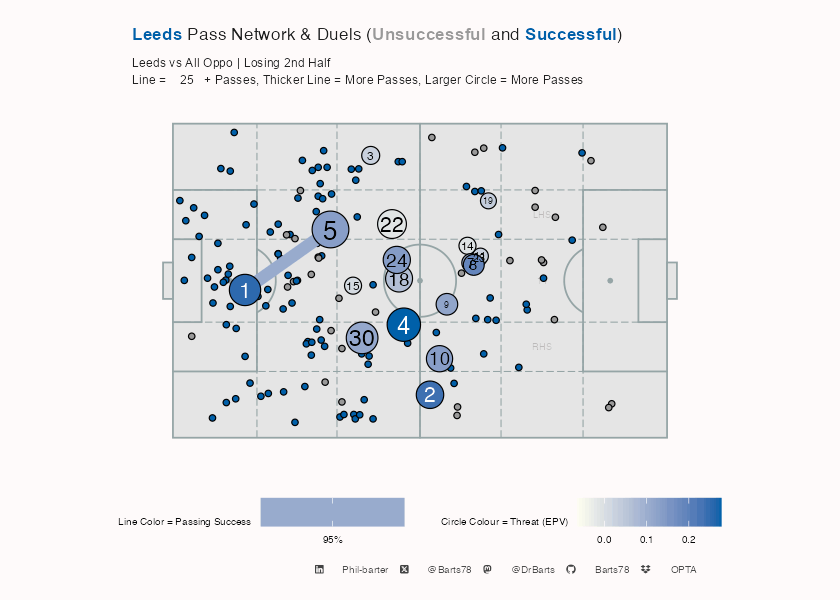 Leeds Pass Network & Duels (Unsuccessful and Successful)
Leeds vs All Oppo | Losing 2nd Half
Line = 25 + Passes, Thicker Line = More Passes, Larger Circle = More Passes
3
19
LHS
5
22
14
11
24
8
18
15
1
9
4
30
RHS
10
2
Line Color = Passing Success
95%
Circle Colour = Threat (EPV)
0.0 0.1 0.2
Phil-barter @Barts78 @DrBarts Barts78 OPTA